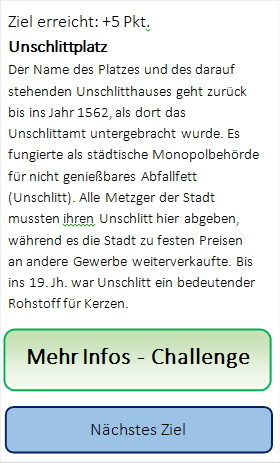 Ziel erreicht: +5 Pkt.
Unschlittplatz
Der Name des Platzes und des darauf
stehenden Unschlitthauses geht zurück
bis ins Jahr 1562, als dort das
Unschlittamt untergebracht wurde. Es
fungierte als städtische Monopolbehörde
für nicht genießbares Abfallfett
(Unschlitt). Alle Metzger der Stadt
mussten ihren Unschlitt hier abgeben,
während es die Stadt zu festen Preisen
an andere Gewerbe weiterverkaufte. Bis
ins 19. Jh. war Unschlitt ein bedeutender
Rohstoff für Kerzen.
Mehr Infos - Challenge
Nächstes Ziel